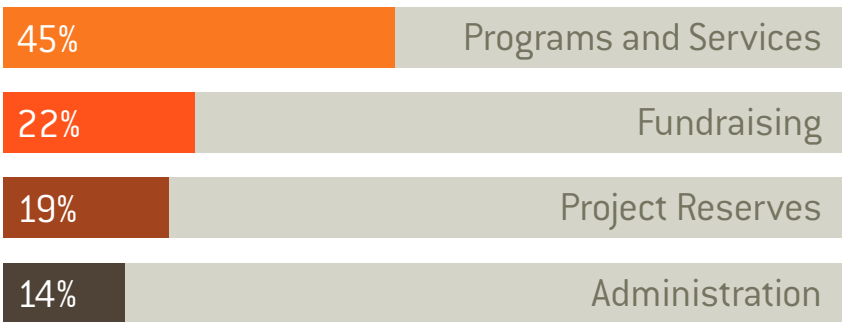 45% Programs and Services
22% Fundraising
19% Project Reserves
14% Administration